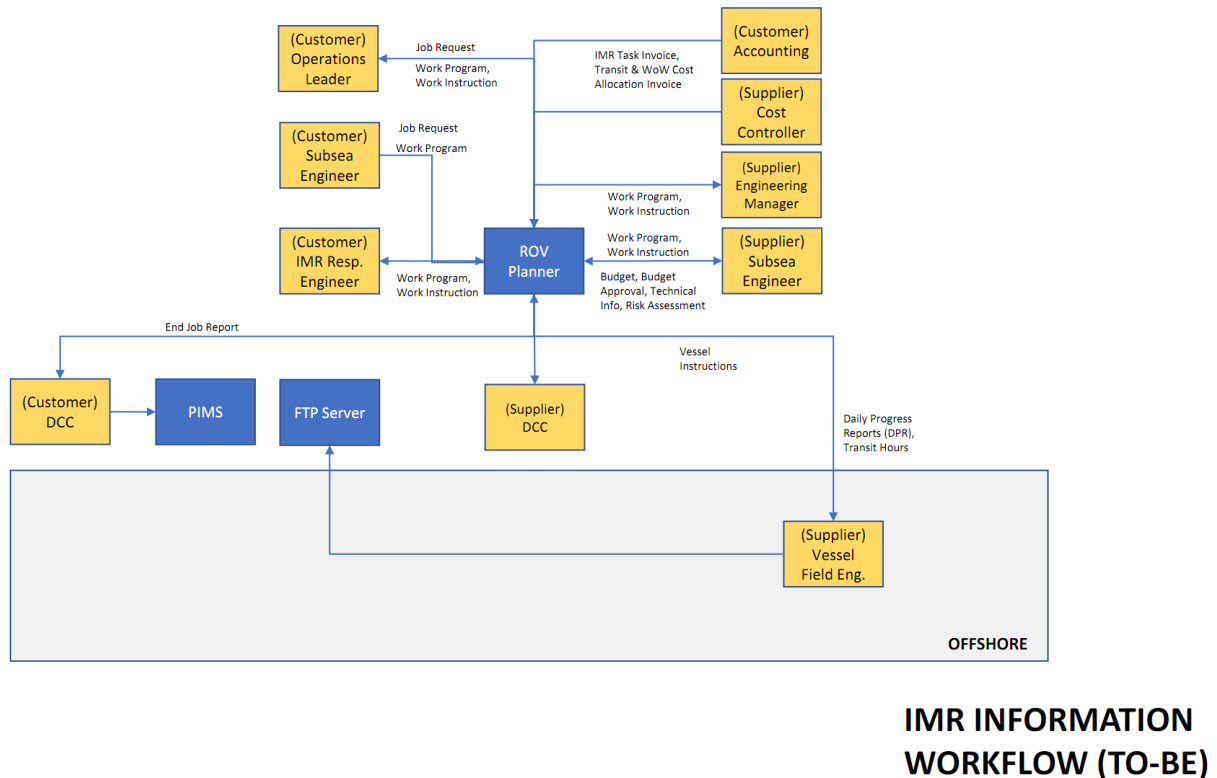 (Customer)
Operations
Leader
Job Request
Work Program,
Work Instruction
IMR Task Invoice,
Transit & WoW Cost
Allocation Invoice
(Customer)
Accounting
(Supplier)
Cost
Controller
(Customer)
Subsea
Engineer
Job Request
Work Program
(Supplier)
Engineering
Manager
Work Program,
Work Instruction
(Customer)
IMR Resp.
Engineer
Work Program,
Work Instruction
ROV
Planner
Work Program,
Work Instruction
Budget, Budget
Approval, Technical
Info, Risk Assessment
(Supplier)
Subsea
Engineer
End Job Report
Vessel
Instructions
(Customer)
DCC
PIMS
FTP Server
(Supplier)
DCC
Daily Progress
Reports (DPR),
Transit Hours
(Supplier)
Vessel
Field Eng.
OFFSHORE
IMR INFORMATION
WORKFLOW (TO-BE)